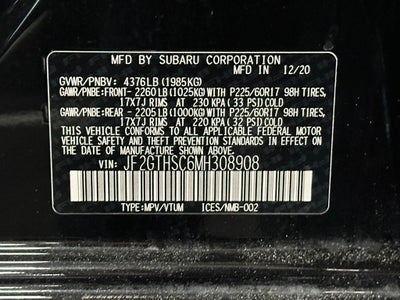 MFD BY SUBARU CORPORATION
MFD IN 12/20
GVWR/PNBV: 4376LB (1985KG)
GAWR/PNBE:FRONT- 2260LB (1025KG) WITH P225/60R17 98H TIRES,
17X7J RIMS AT 230 KPA (33 PSI) COLD
GAWR/PNBE:REAR - 2205LB (1000KG) WITH P225/60R17 98H TIRES,
17X7J RIMS AT 220 KPA (32 PSI) COLD
THIS VEHICLE CONFORMS TO ALL APPLICABLE
FEDERAL MOTOR VEHICLE SAFETY, BUMPER, AND THEFT
PREVENTION STANDARDS IN EFFECT ON THE DATE OF
MANUFACTURE SHOWN ABOVE.
VIN: JF2GTHSC6MH308908
TYPE:MPV/VTUM ICES/NMB-002